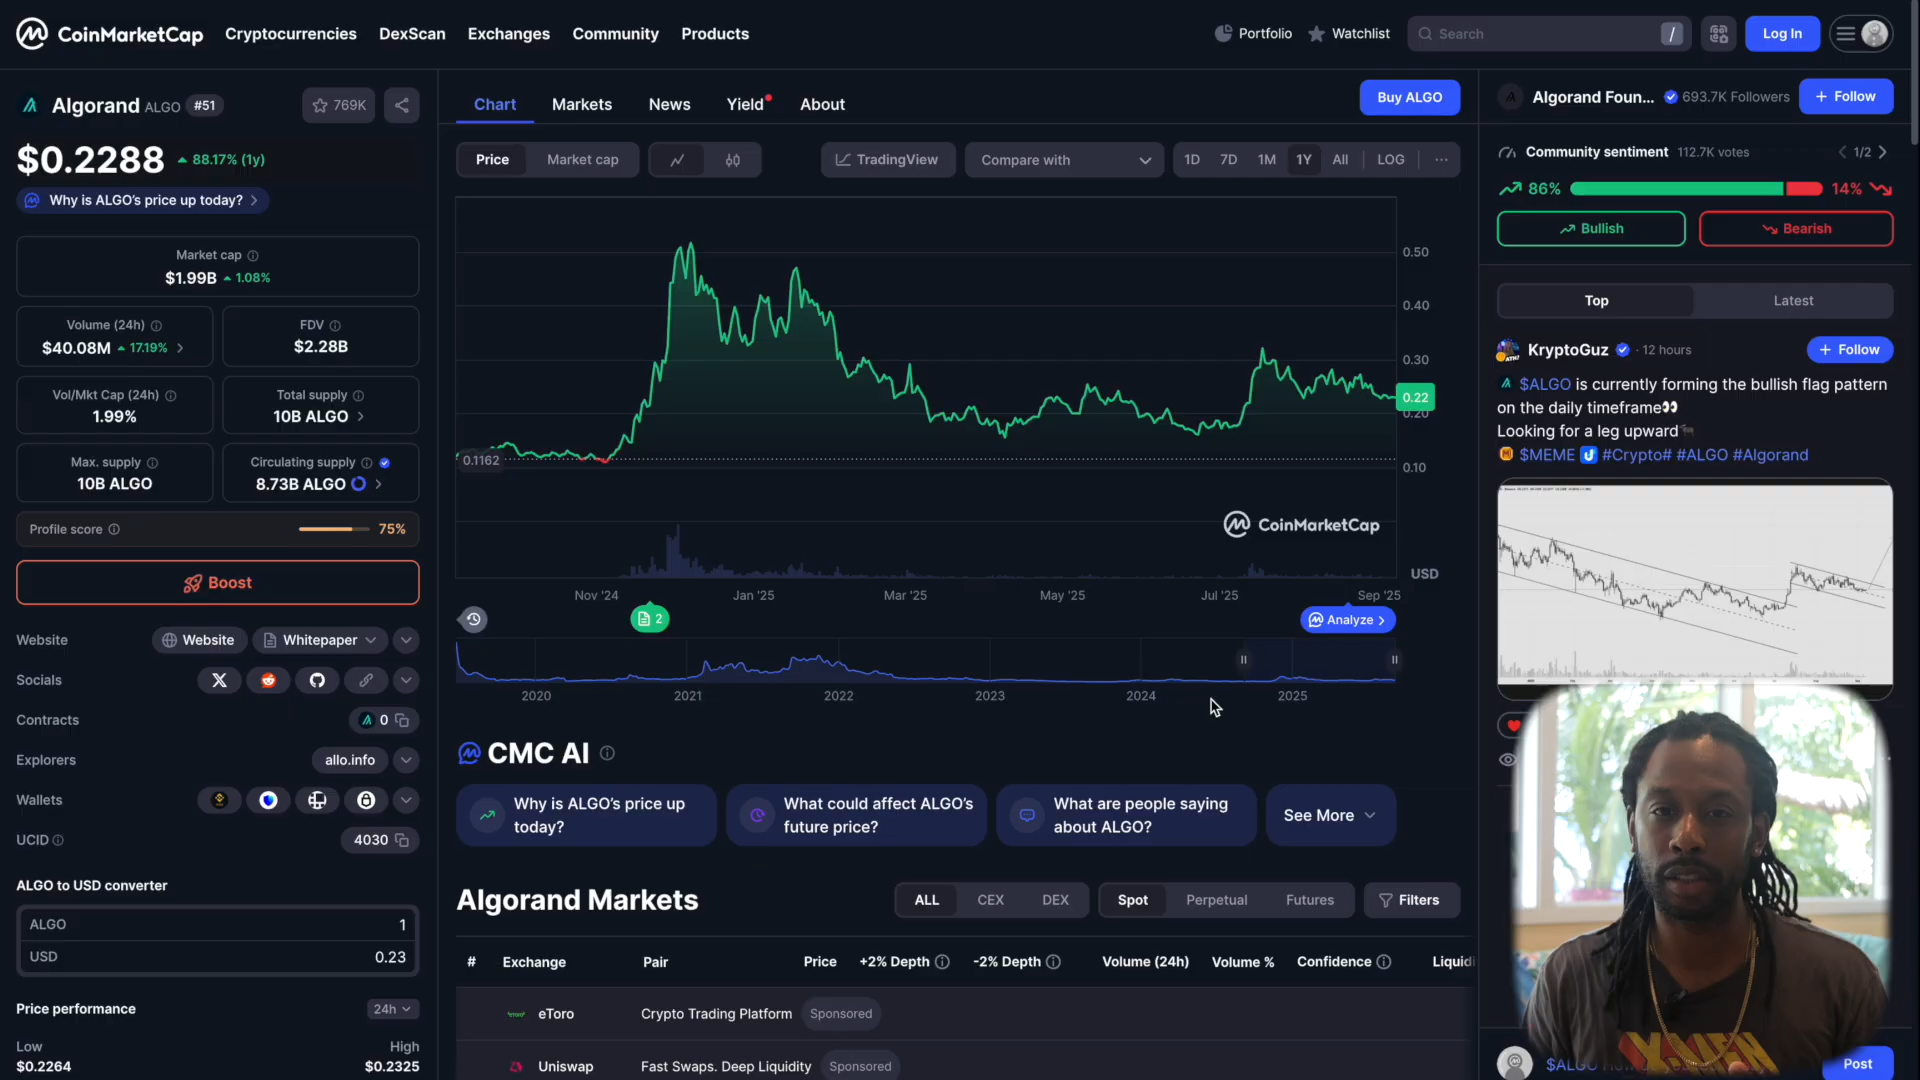 CoinMarketCap
Cryptocurrencies DexScan Exchanges Community Products
Portfolio Watchlist Search / Log In
Algorand ALGO #51 769K
$0.2288 88.17% (1y)
Why is ALGO's price up today?
Market cap
$1.99B 1.08%
Volume (24h) FDV
$40.08M 17.19% $2.28B
Vol/Mkt Cap (24h) Total supply
1.99% 10B ALGO
Max. supply Circulating supply
10B ALGO 8.73B ALGO
Profile score 75%
Boost
Website Website Whitepaper
Socials
Contracts 0
Explorers allo.info
Wallets
UCID 4030
ALGO to USD converter
ALGO 1
USD 0.23
Price performance 24h
Low High
$0.2264 $0.2325
Chart Markets News Yield About Buy ALGO
Price Market cap TradingView Compare with 1D 7D 1M 1Y All LOG
0.50
0.40
0.30
0.22
0.20
0.1162
0.10
CoinMarketCap
USD
Nov '24 Jan '25 Mar '25 May '25 Jul '25 Sep '25
2 Analyze
2020 2021 2022 2023 2024 2025
CMC AI
Why is ALGO's price up today?
What could affect ALGO's future price?
What are people saying about ALGO?
See More
Algorand Markets ALL CEX DEX Spot Perpetual Futures Filters
# Exchange Pair Price +2% Depth -2% Depth Volume (24h) Volume % Confidence Liquidi
eToro Crypto Trading Platform Sponsored
Uniswap Fast Swaps. Deep Liquidity Sponsored
Algorand Foun... 693.7K Followers + Follow
Community sentiment 112.7K votes 1/2
86% 14%
Bullish Bearish
Top Latest
KryptoGuz · 12 hours + Follow
$ALGO is currently forming the bullish flag pattern
on the daily timeframe
Looking for a leg upward
$MEME #Crypto# #ALGO #Algorand
$ALGO
Post